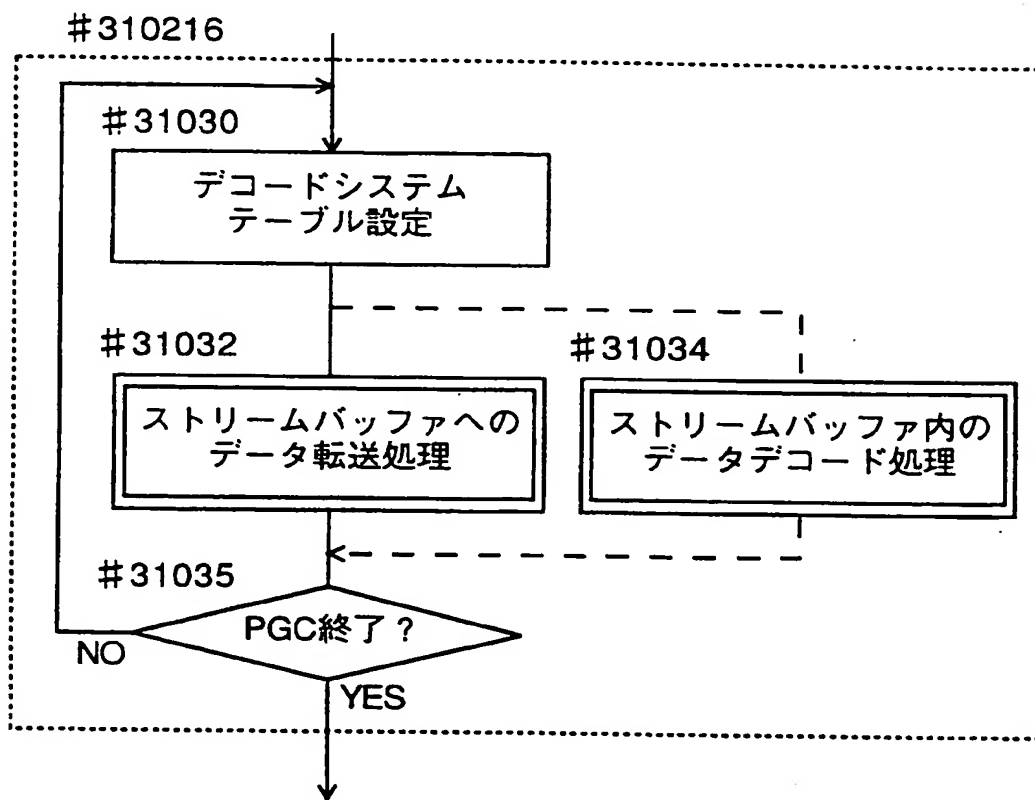 #310216
#31030
デコードシステム
テーブル設定
#31032
ストリームバッファへの
データ転送処理
#31034
ストリームバッファ内の
データデコード処理
#31035
PGC終了？
NO
YES